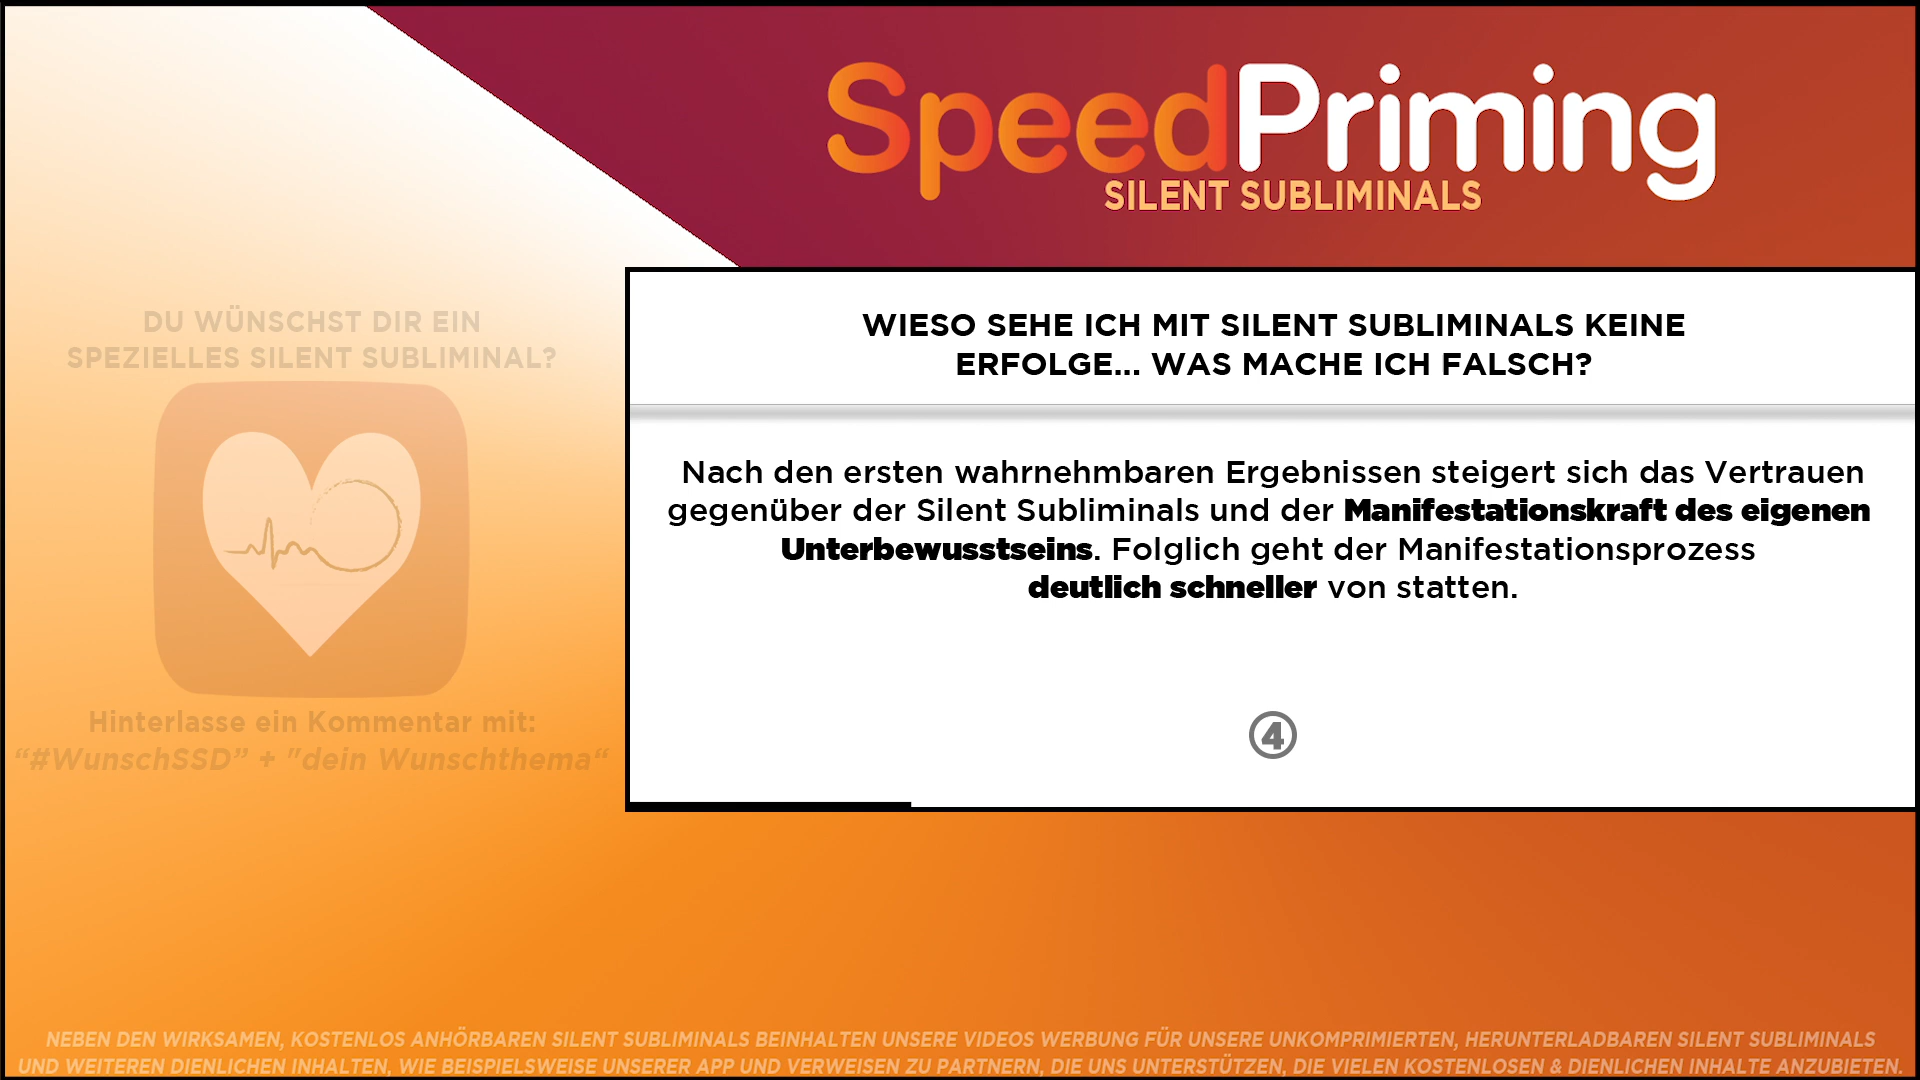 SpeedPriming
SILENT SUBLIMINALS
DU WÜNSCHST DIR EIN
SPEZIELLES SILENT SUBLIMINAL?
Hinterlasse ein Kommentar mit:
“#WunschSSD” + "dein Wunschthema“
WIESO SEHE ICH MIT SILENT SUBLIMINALS KEINE
ERFOLGE... WAS MACHE ICH FALSCH?
Nach den ersten wahrnehmbaren Ergebnissen steigert sich das Vertrauen
gegenüber der Silent Subliminals und der Manifestationskraft des eigenen
Unterbewusstseins. Folglich geht der Manifestationsprozess
deutlich schneller von statten.
4
NEBEN DEN WIRKSAMEN, KOSTENLOS ANHÖRBAREN SILENT SUBLIMINALS BEINHALTEN UNSERE VIDEOS WERBUNG FÜR UNSERE UNKOMPRIMIERTEN, HERUNTERLADBAREN SILENT SUBLIMINALS
UND WEITEREN DIENLICHEN INHALTEN, WIE BEISPIELSWEISE UNSERER APP UND VERWEISEN ZU PARTNERN, DIE UNS UNTERSTÜTZEN, DIE VIELEN KOSTENLOSEN & DIENLICHEN INHALTE ANZUBIETEN.